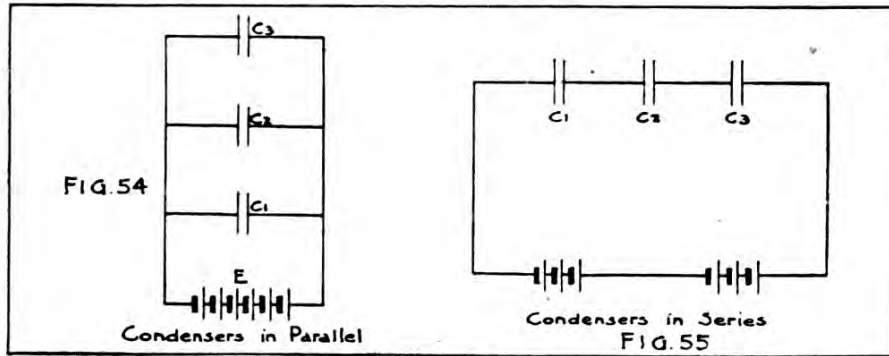 C3
C2
FIG.54
C1
E
Condensers in Parallel
C1 C2 C3
Condensers in Series
FIG.55